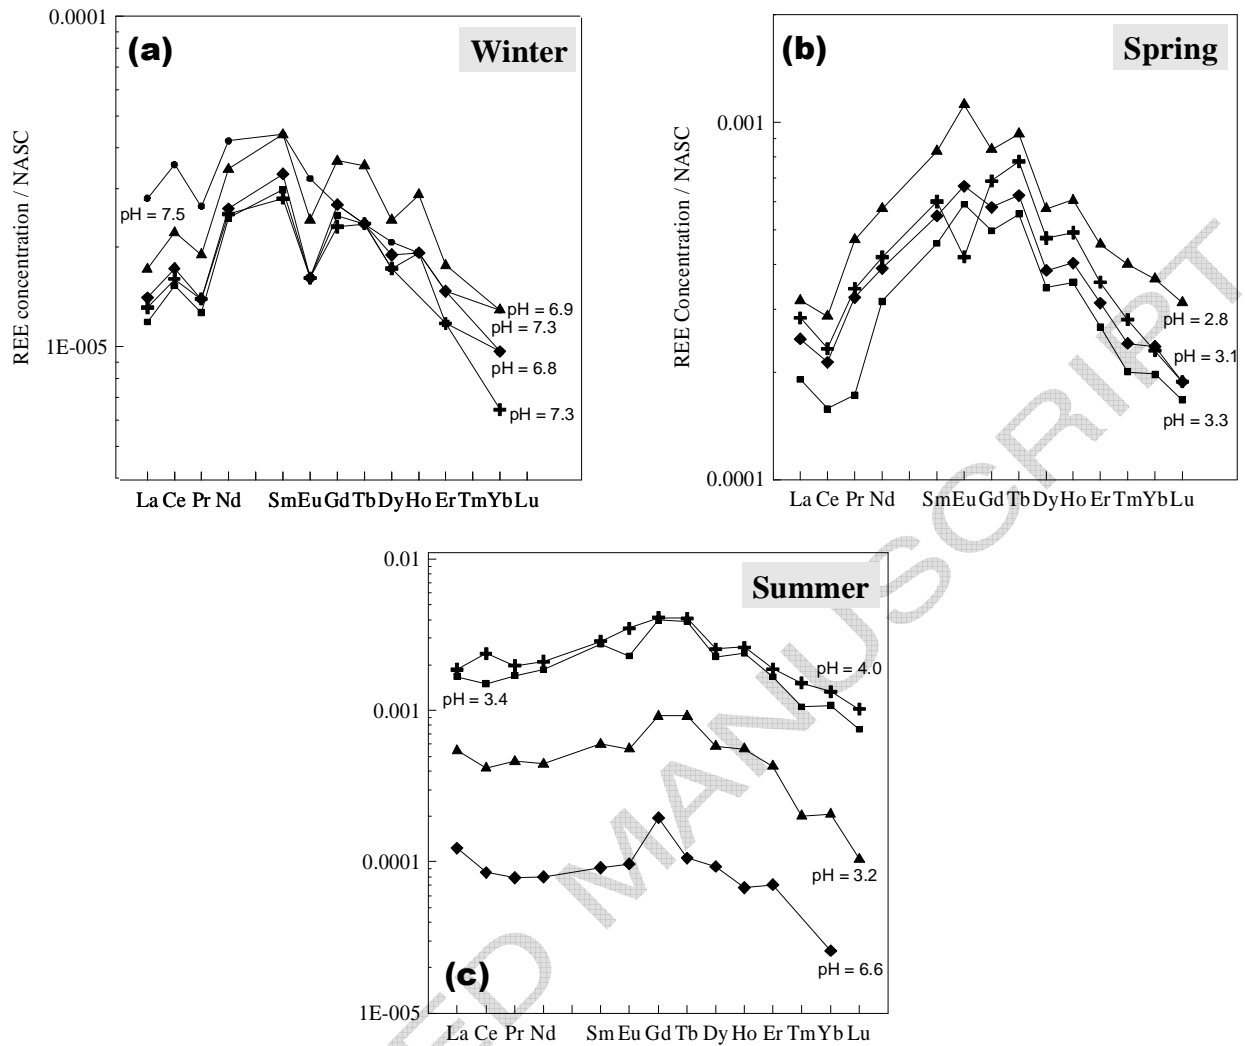 0.0001
(a)
Winter
REE concentration / NASC
pH = 7.5
1E-005
pH = 6.9
pH = 7.3
pH = 6.8
pH = 7.3
La Ce Pr Nd Sm Eu Gd Tb Dy Ho Er Tm Yb Lu
(b)
Spring
0.001
REE Concentration / NASC
pH = 2.8
pH = 3.1
pH = 3.3
0.0001
La Ce Pr Nd Sm Eu Gd Tb Dy Ho Er Tm Yb Lu
0.01
Summer
pH = 4.0
pH = 3.4
0.001
0.0001
pH = 3.2
(c)
pH = 6.6
1E-005
La Ce Pr Nd Sm Eu Gd Tb Dy Ho Er Tm Yb Lu
ED MANUSCRIPT